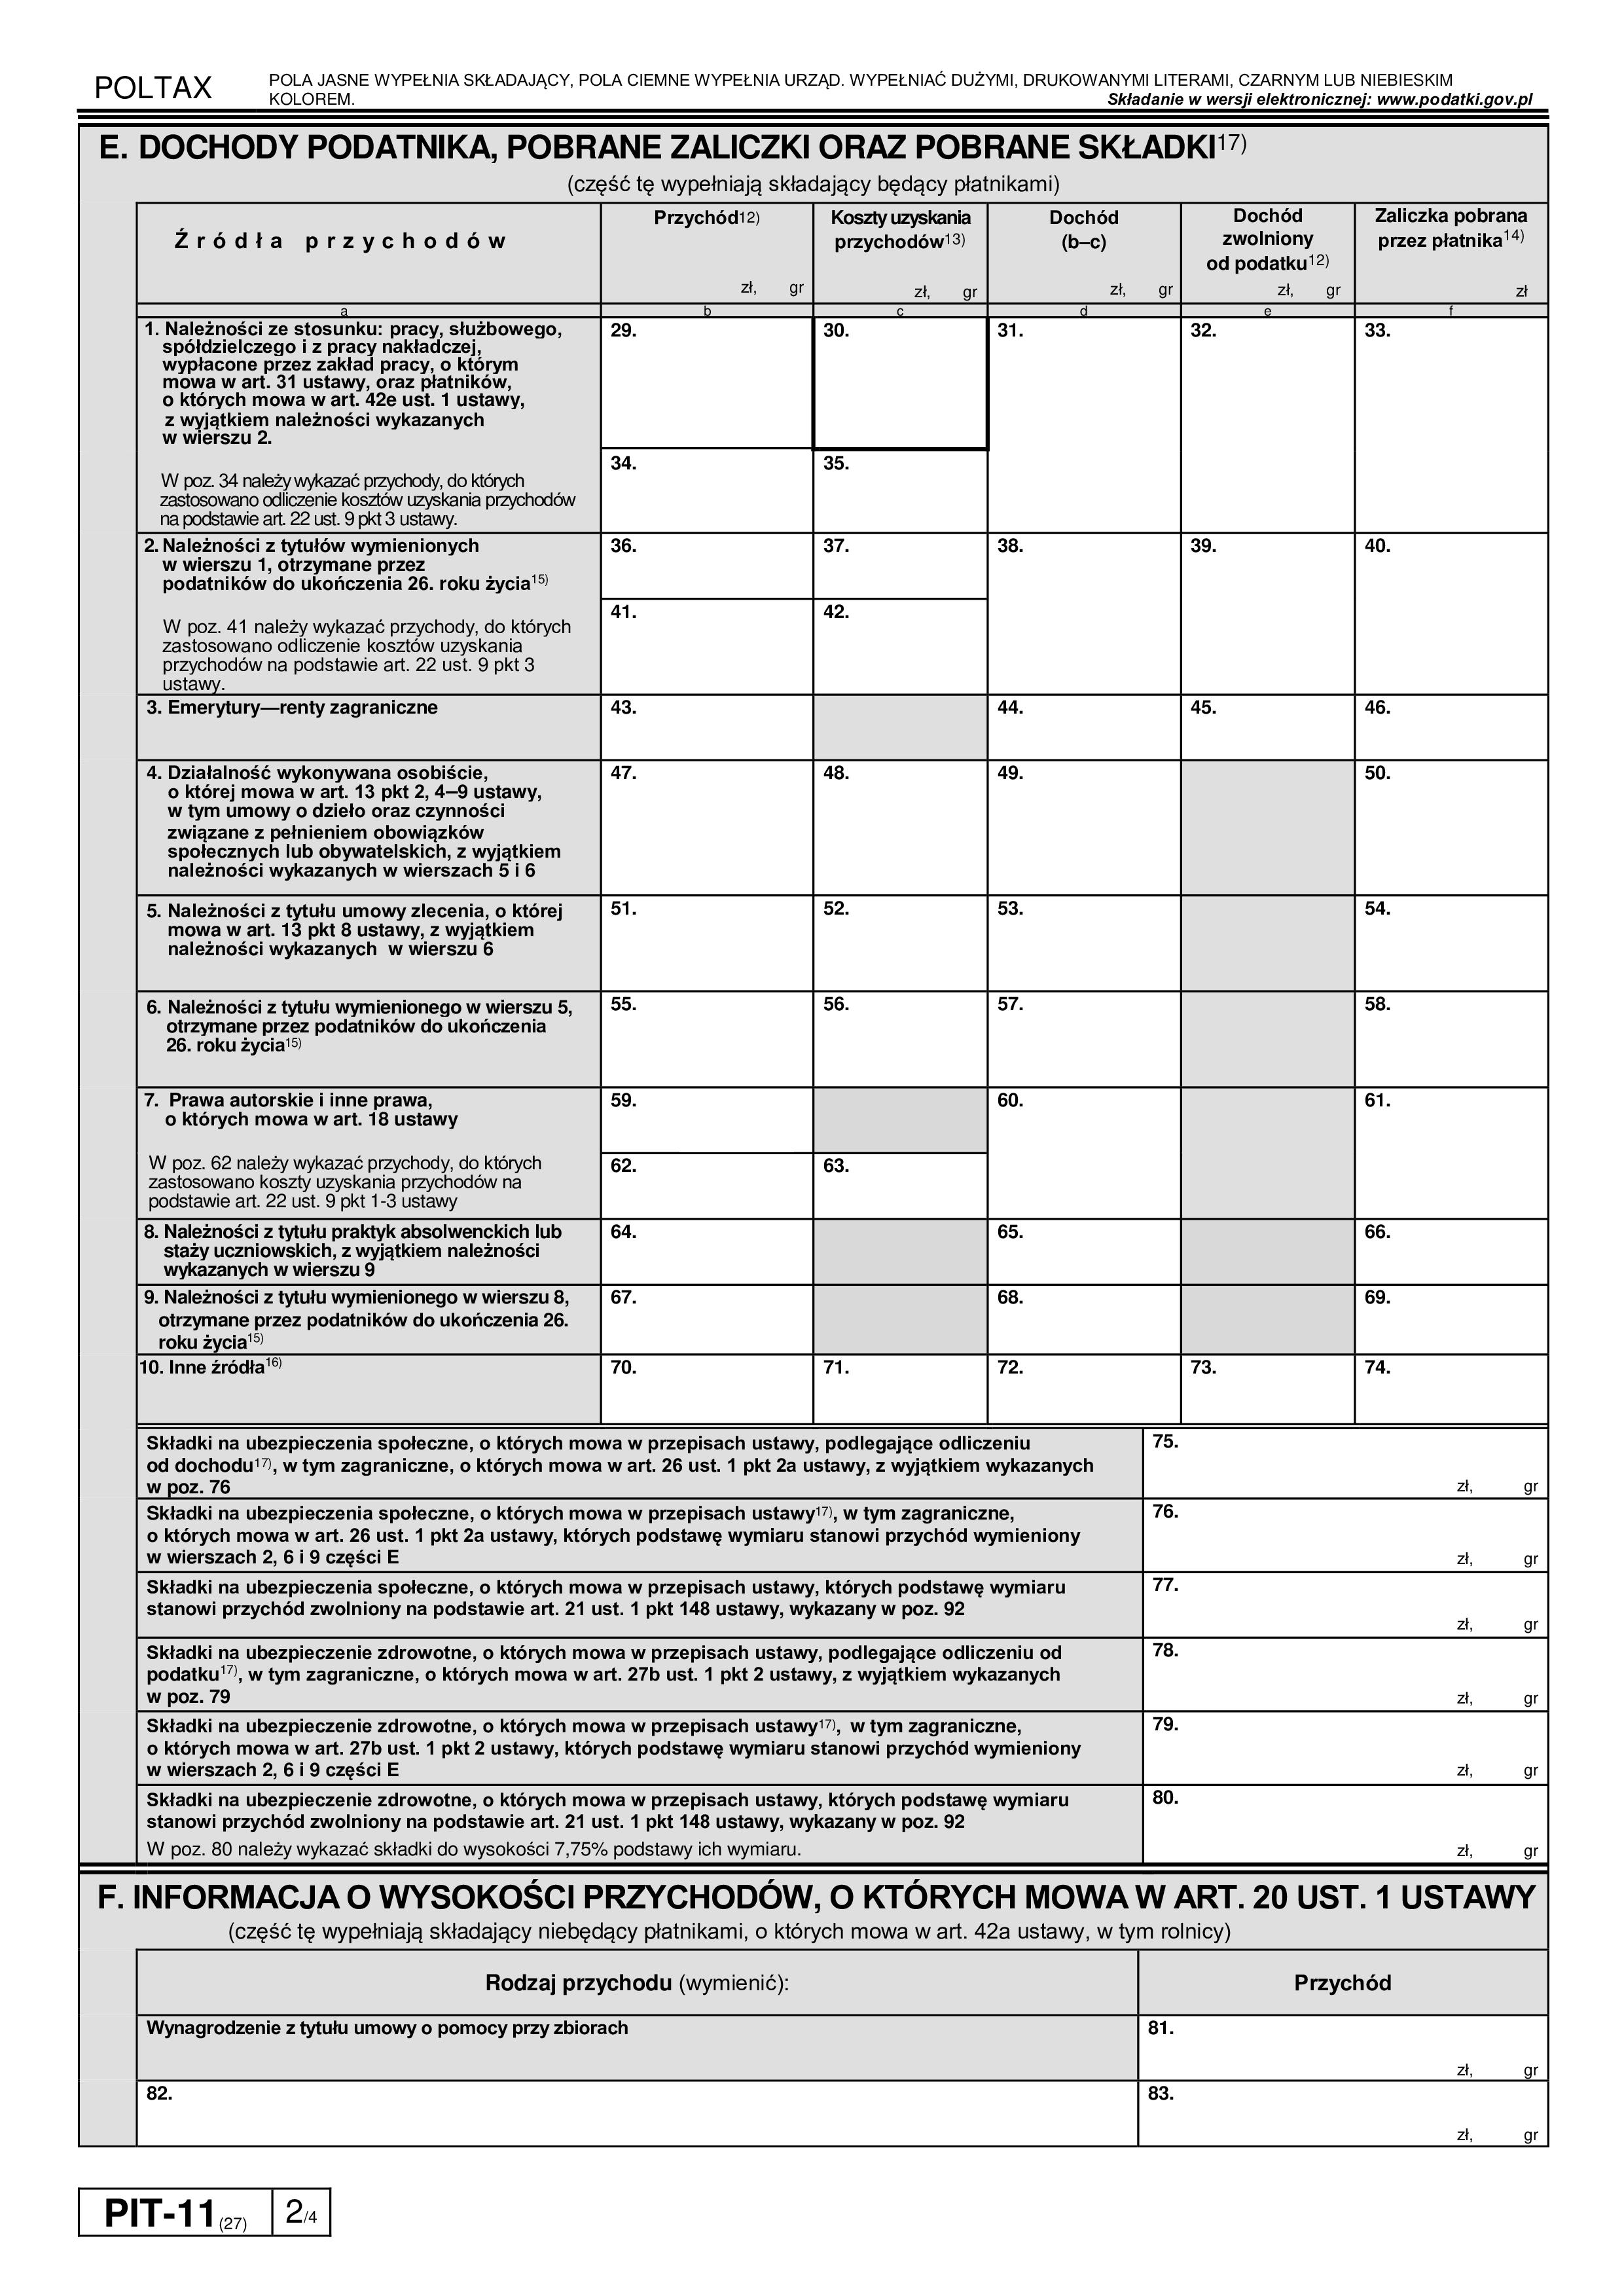 POLTAX
POLA JASNE WYPEŁNIA SKŁADAJĄCY, POLA CIEMNE WYPEŁNIA URZĄD. WYPEŁNIAĆ DUŻYMI, DRUKOWANYMI LITERAMI, CZARNYM LUB NIEBIESKIM
KOLOREM.
Składanie w wersji elektronicznej: www.podatki.gov.pl
E. DOCHODY PODATNIKA, POBRANE ZALICZKI ORAZ POBRANE SKŁADKI17)
(część tę wypełniają składający będący płatnikami)
Źródła przychodów
Przychód12)
zł, gr
Koszty uzyskania
przychodów13)
zł, gr
Dochód
(b–c)
zł, gr
Dochód
zwolniony
od podatku12)
zł, gr
Zaliczka pobrana
przez płatnika14)
zł
a b c d e f
1. Należności ze stosunku: pracy, służbowego,
spółdzielczego i z pracy nakładczej,
wypłacone przez zakład pracy, o którym
mowa w art. 31 ustawy, oraz płatników,
o których mowa w art. 42e ust. 1 ustawy,
z wyjątkiem należności wykazanych
w wierszu 2.
W poz. 34 należy wykazać przychody, do których
zastosowano odliczenie kosztów uzyskania przychodów
na podstawie art. 22 ust. 9 pkt 3 ustawy.
29. 30. 31. 32. 33.
34. 35.
2. Należności z tytułów wymienionych
w wierszu 1, otrzymane przez
podatników do ukończenia 26. roku życia15)
W poz. 41 należy wykazać przychody, do których
zastosowano odliczenie kosztów uzyskania
przychodów na podstawie art. 22 ust. 9 pkt 3
ustawy.
36. 37. 38. 39. 40.
41. 42.
3. Emerytury—renty zagraniczne
43. 44. 45. 46.
4. Działalność wykonywana osobiście,
o której mowa w art. 13 pkt 2, 4–9 ustawy,
w tym umowy o dzieło oraz czynności
związane z pełnieniem obowiązków
społecznych lub obywatelskich, z wyjątkiem
należności wykazanych w wierszach 5 i 6
47. 48. 49. 50.
5. Należności z tytułu umowy zlecenia, o której
mowa w art. 13 pkt 8 ustawy, z wyjątkiem
należności wykazanych w wierszu 6
51. 52. 53. 54.
6. Należności z tytułu wymienionego w wierszu 5,
otrzymane przez podatników do ukończenia
26. roku życia15)
55. 56. 57. 58.
7. Prawa autorskie i inne prawa,
o których mowa w art. 18 ustawy
W poz. 62 należy wykazać przychody, do których
zastosowano koszty uzyskania przychodów na
podstawie art. 22 ust. 9 pkt 1-3 ustawy
59. 60. 61.
62. 63.
8. Należności z tytułu praktyk absolwenckich lub
staży uczniowskich, z wyjątkiem należności
wykazanych w wierszu 9
64. 65. 66.
9. Należności z tytułu wymienionego w wierszu 8,
otrzymane przez podatników do ukończenia 26.
roku życia15)
67. 68. 69.
10. Inne źródła16)
70. 71. 72. 73. 74.
Składki na ubezpieczenia społeczne, o których mowa w przepisach ustawy, podlegające odliczeniu
od dochodu17), w tym zagraniczne, o których mowa w art. 26 ust. 1 pkt 2a ustawy, z wyjątkiem wykazanych
w poz. 76
75.
zł, gr
Składki na ubezpieczenia społeczne, o których mowa w przepisach ustawy17), w tym zagraniczne,
o których mowa w art. 26 ust. 1 pkt 2a ustawy, których podstawę wymiaru stanowi przychód wymieniony
w wierszach 2, 6 i 9 części E
76.
zł, gr
Składki na ubezpieczenia społeczne, o których mowa w przepisach ustawy, których podstawę wymiaru
stanowi przychód zwolniony na podstawie art. 21 ust. 1 pkt 148 ustawy, wykazany w poz. 92
77.
zł, gr
Składki na ubezpieczenie zdrowotne, o których mowa w przepisach ustawy, podlegające odliczeniu od
podatku17), w tym zagraniczne, o których mowa w art. 27b ust. 1 pkt 2 ustawy, z wyjątkiem wykazanych
w poz. 79
78.
zł, gr
Składki na ubezpieczenie zdrowotne, o których mowa w przepisach ustawy17), w tym zagraniczne,
o których mowa w art. 27b ust. 1 pkt 2 ustawy, których podstawę wymiaru stanowi przychód wymieniony
w wierszach 2, 6 i 9 części E
79.
zł, gr
Składki na ubezpieczenie zdrowotne, o których mowa w przepisach ustawy, których podstawę wymiaru
stanowi przychód zwolniony na podstawie art. 21 ust. 1 pkt 148 ustawy, wykazany w poz. 92
W poz. 80 należy wykazać składki do wysokości 7,75% podstawy ich wymiaru.
80.
zł, gr
F. INFORMACJA O WYSOKOŚCI PRZYCHODÓW, O KTÓRYCH MOWA W ART. 20 UST. 1 USTAWY
(część tę wypełniają składający niebędący płatnikami, o których mowa w art. 42a ustawy, w tym rolnicy)
Rodzaj przychodu (wymienić):
Przychód
Wynagrodzenie z tytułu umowy o pomocy przy zbiorach
81.
zł, gr
82.
83.
zł, gr
PIT-11(27) 2/4